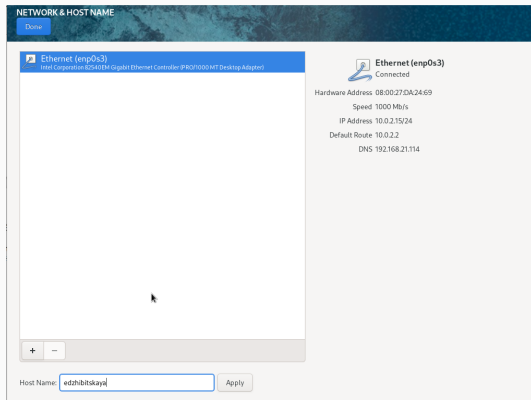 NETWORK & HOST NAME
Done
Ethernet (enp0s3)
Intel Corporation 82540EM Gigabit Ethernet Controller (PRO/1000 MT Desktop Adapter)
Ethernet (enp0s3)
Connected
Hardware Address 08:00:27:DA:24:69
Speed 1000 Mb/s
IP Address 10.0.2.15/24
Default Route 10.0.2.2
DNS 192.168.21.114
+ −
Host Name: edzhibitskaya Apply